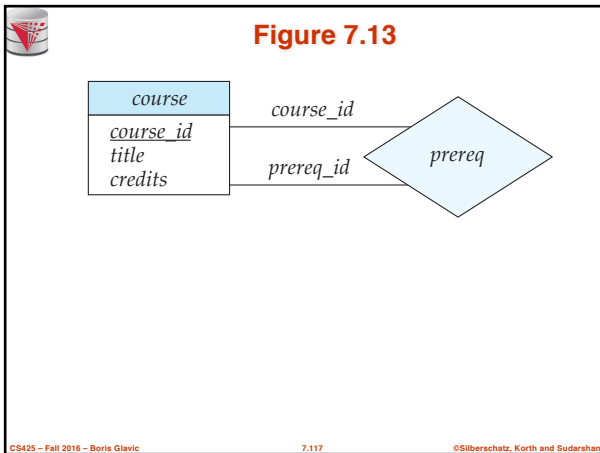 Figure 7.13
course
course_id
title
credits
course_id
prereq_id
prereq
CS425 – Fall 2016 – Boris Glavic 7.117 ©Silberschatz, Korth and Sudarshan